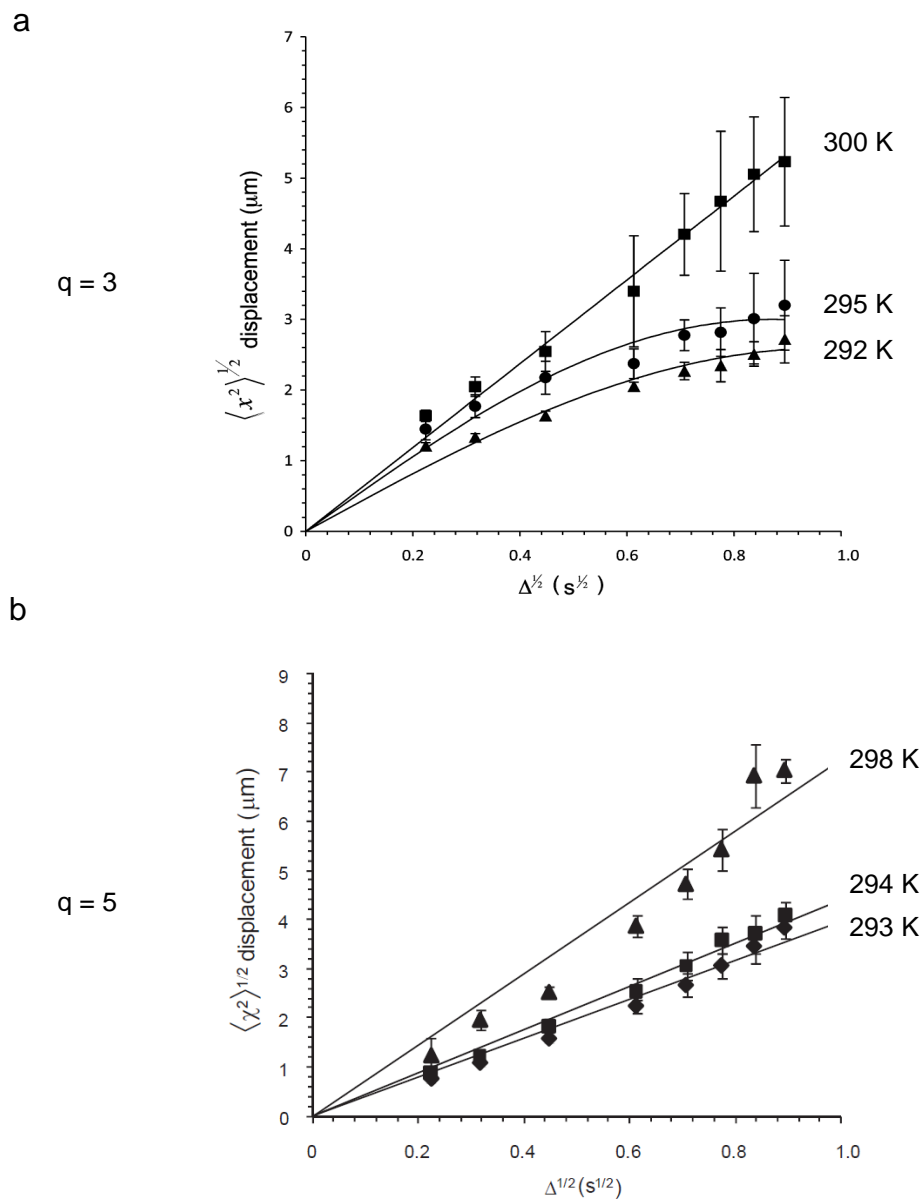 a
7
6
5
4
3
2
1
0
⟨x²⟩^½ displacement (μm)
0
0.2
0.4
0.6
0.8
1.0
Δ^½ (s^½)
q = 3
300 K
295 K
292 K
b
9
8
7
6
5
4
3
2
1
0
⟨χ²⟩^1/2 displacement (μm)
0
0.2
0.4
0.6
0.8
1.0
Δ^1/2 (s^1/2)
q = 5
298 K
294 K
293 K